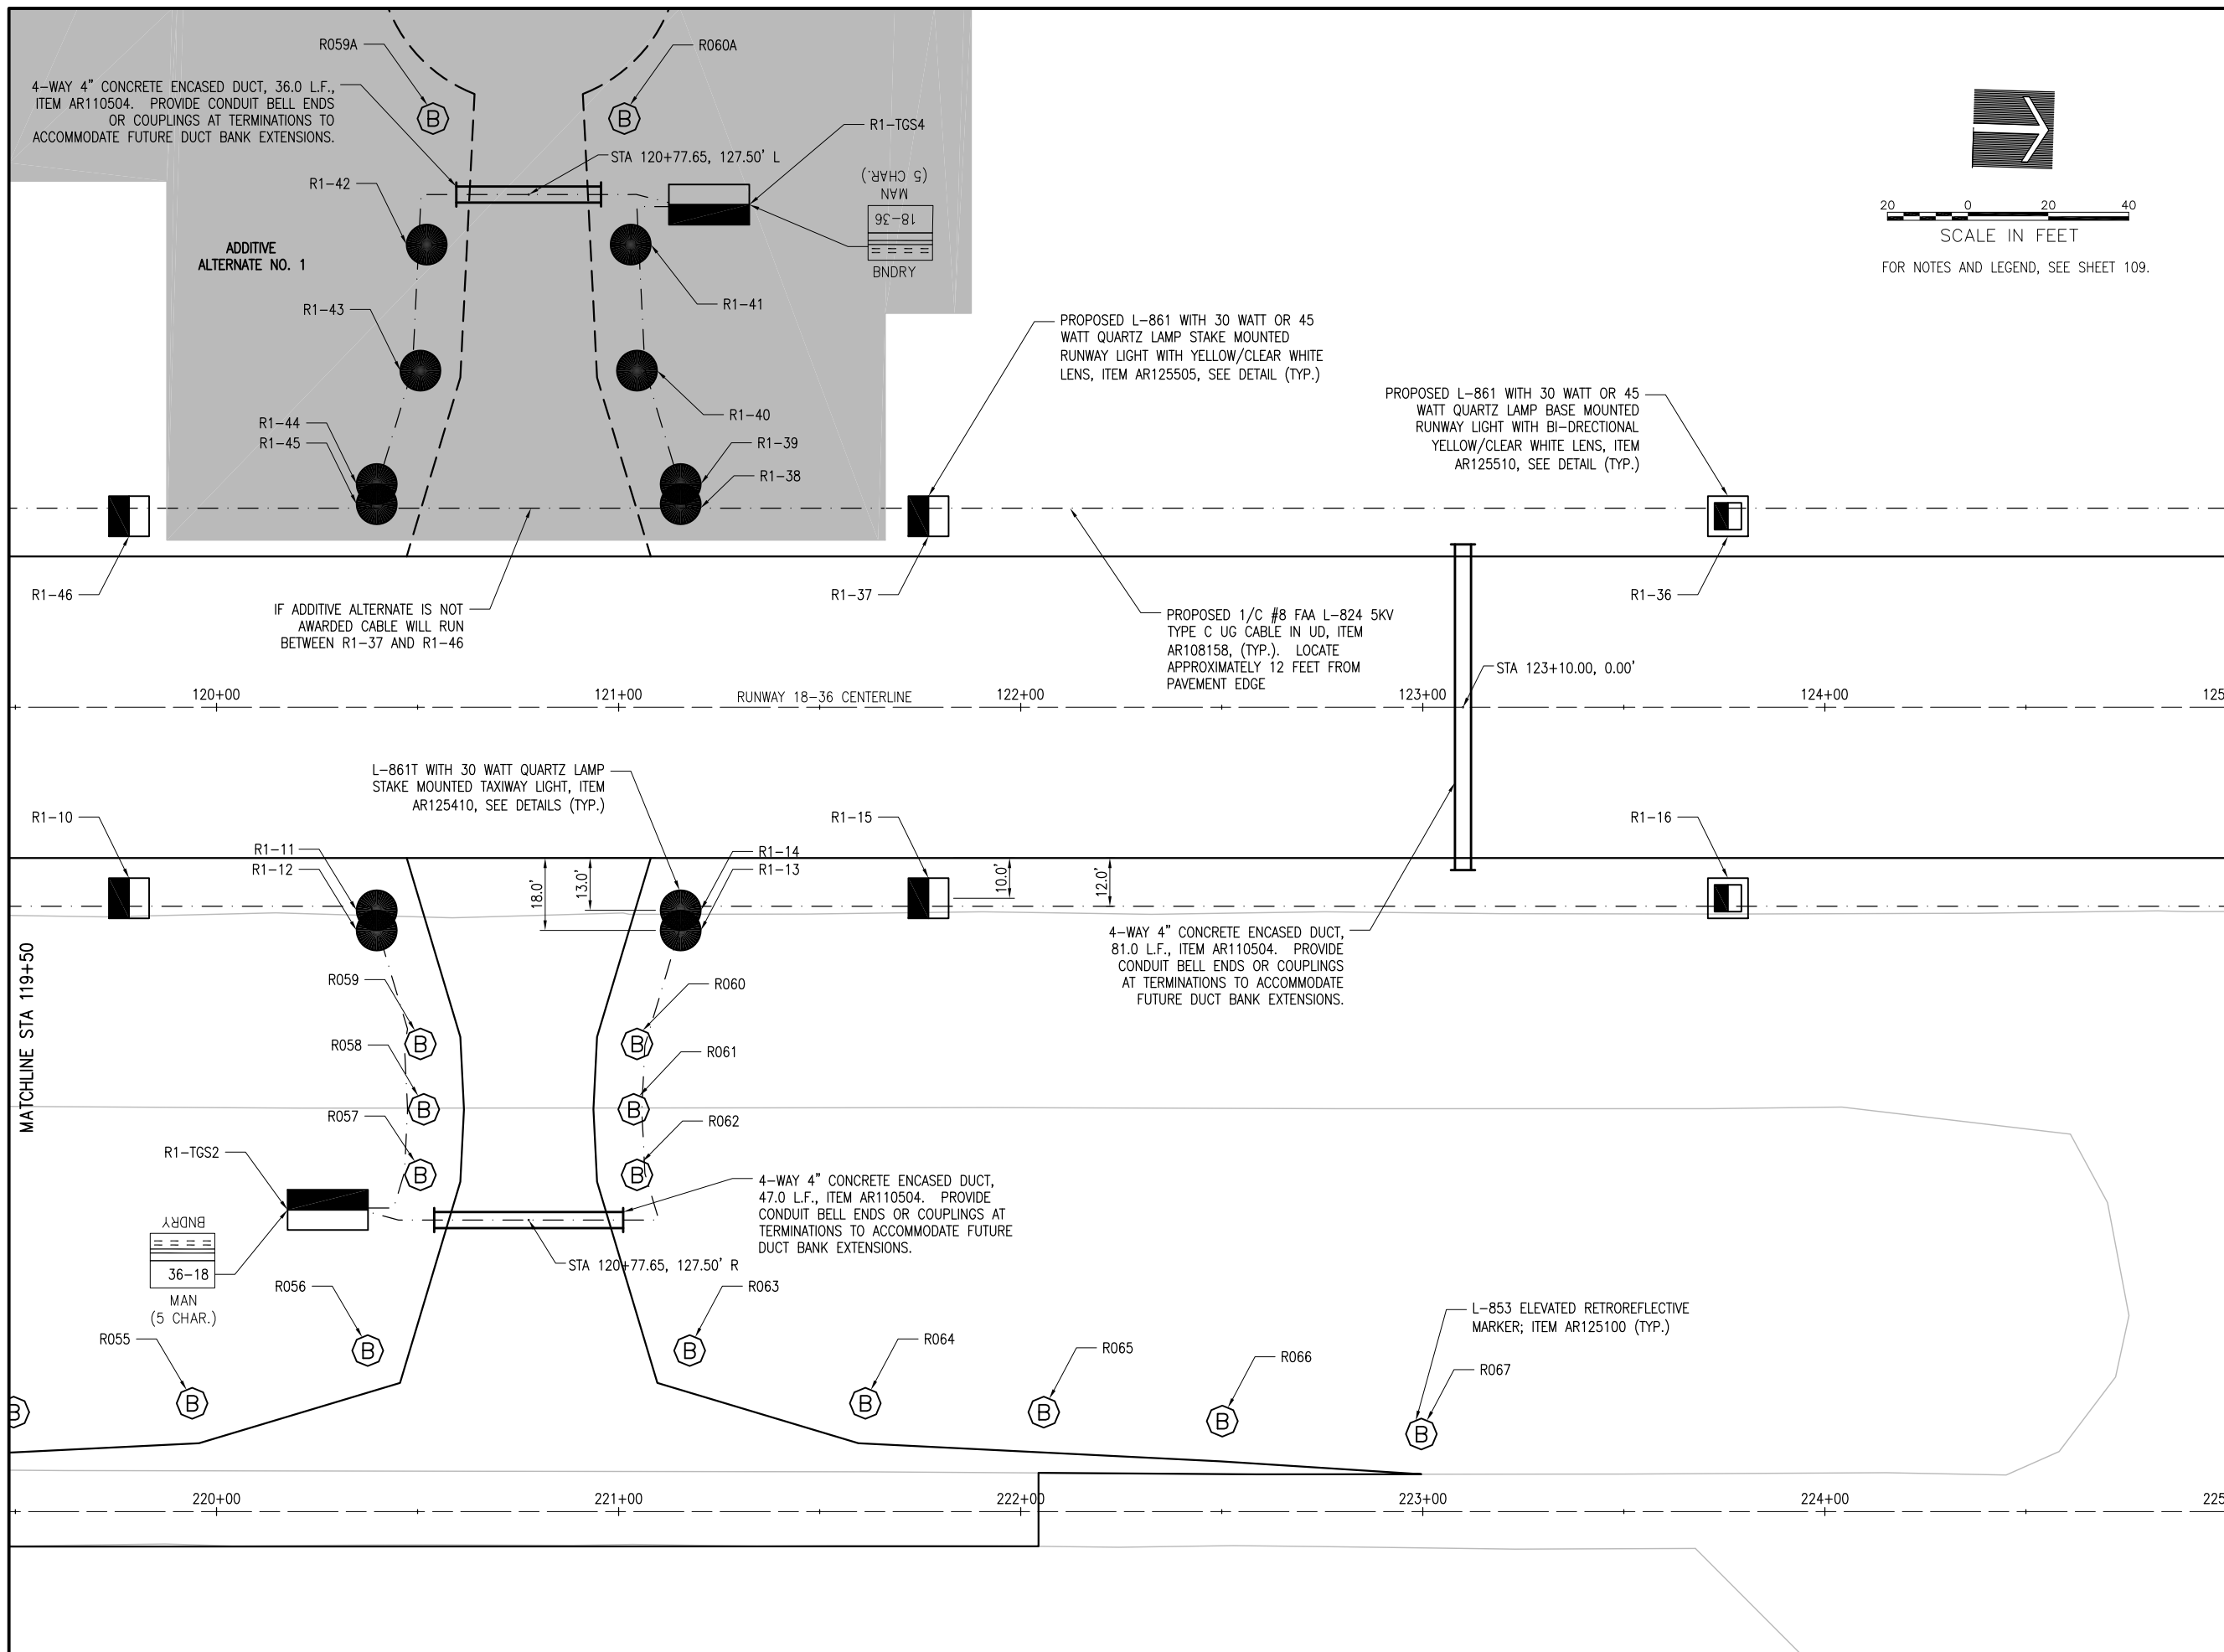 R059A
R060A
4-WAY 4" CONCRETE ENCASED DUCT, 36.0 L.F.,
ITEM AR110504. PROVIDE CONDUIT BELL ENDS
OR COUPLINGS AT TERMINATIONS TO
ACCOMMODATE FUTURE DUCT BANK EXTENSIONS.
B
B
R1-TGS4
STA 120+77.65, 127.50' L
R1-42
(5 CHAR.)
MAN
18-36
BNDRY
ADDITIVE
ALTERNATE NO. 1
R1-41
R1-43
20 0 20 40
SCALE IN FEET
FOR NOTES AND LEGEND, SEE SHEET 109.
PROPOSED L-861 WITH 30 WATT OR 45
WATT QUARTZ LAMP STAKE MOUNTED
RUNWAY LIGHT WITH YELLOW/CLEAR WHITE
LENS, ITEM AR125505, SEE DETAIL (TYP.)
PROPOSED L-861 WITH 30 WATT OR 45
WATT QUARTZ LAMP BASE MOUNTED
RUNWAY LIGHT WITH BI-DRECTIONAL
YELLOW/CLEAR WHITE LENS, ITEM
AR125510, SEE DETAIL (TYP.)
R1-40
R1-44
R1-45
R1-39
R1-38
R1-46
R1-37
R1-36
IF ADDITIVE ALTERNATE IS NOT
AWARDED CABLE WILL RUN
BETWEEN R1-37 AND R1-46
PROPOSED 1/C #8 FAA L-824 5KV
TYPE C UG CABLE IN UD, ITEM
AR108158, (TYP.). LOCATE
APPROXIMATELY 12 FEET FROM
PAVEMENT EDGE
STA 123+10.00, 0.00'
120+00
121+00
RUNWAY 18-36 CENTERLINE
122+00
123+00
124+00
125
L-861T WITH 30 WATT QUARTZ LAMP
STAKE MOUNTED TAXIWAY LIGHT, ITEM
AR125410, SEE DETAILS (TYP.)
R1-10
R1-15
R1-16
R1-11
R1-12
R1-14
R1-13
18.0'
13.0'
10.0'
12.0'
4-WAY 4" CONCRETE ENCASED DUCT,
81.0 L.F., ITEM AR110504. PROVIDE
CONDUIT BELL ENDS OR COUPLINGS
AT TERMINATIONS TO ACCOMMODATE
FUTURE DUCT BANK EXTENSIONS.
MATCHLINE STA 119+50
R059
R060
B
B
R058
R061
B
B
R057
R062
B
B
R1-TGS2
4-WAY 4" CONCRETE ENCASED DUCT,
47.0 L.F., ITEM AR110504. PROVIDE
CONDUIT BELL ENDS OR COUPLINGS AT
TERMINATIONS TO ACCOMMODATE FUTURE
DUCT BANK EXTENSIONS.
BNDRY
36-18
MAN
(5 CHAR.)
STA 120+77.65, 127.50' R
R056
R063
B
B
R055
R064
R065
R066
L-853 ELEVATED RETROREFLECTIVE
MARKER; ITEM AR125100 (TYP.)
R067
B
B
B
B
B
B
220+00
221+00
222+00
223+00
224+00
225